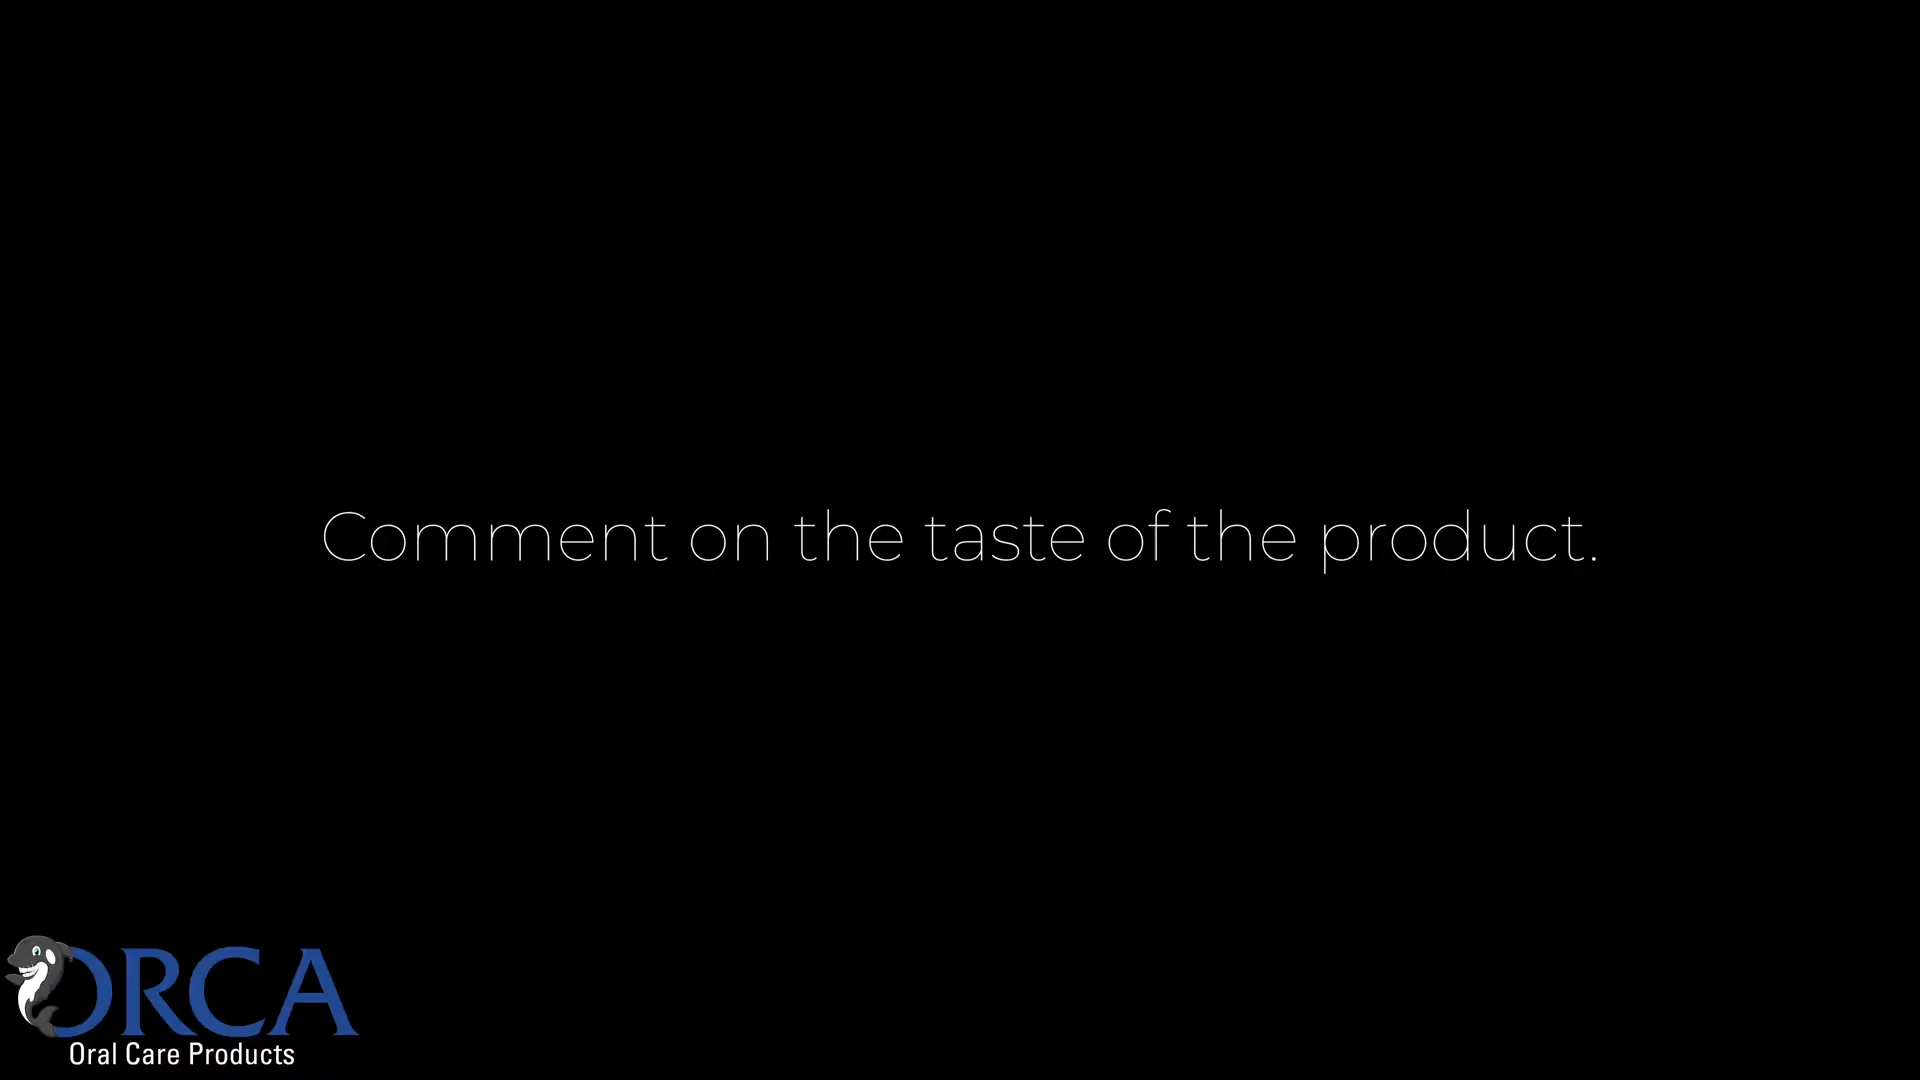 Comment on the taste of the product.
ORCA
Oral Care Products